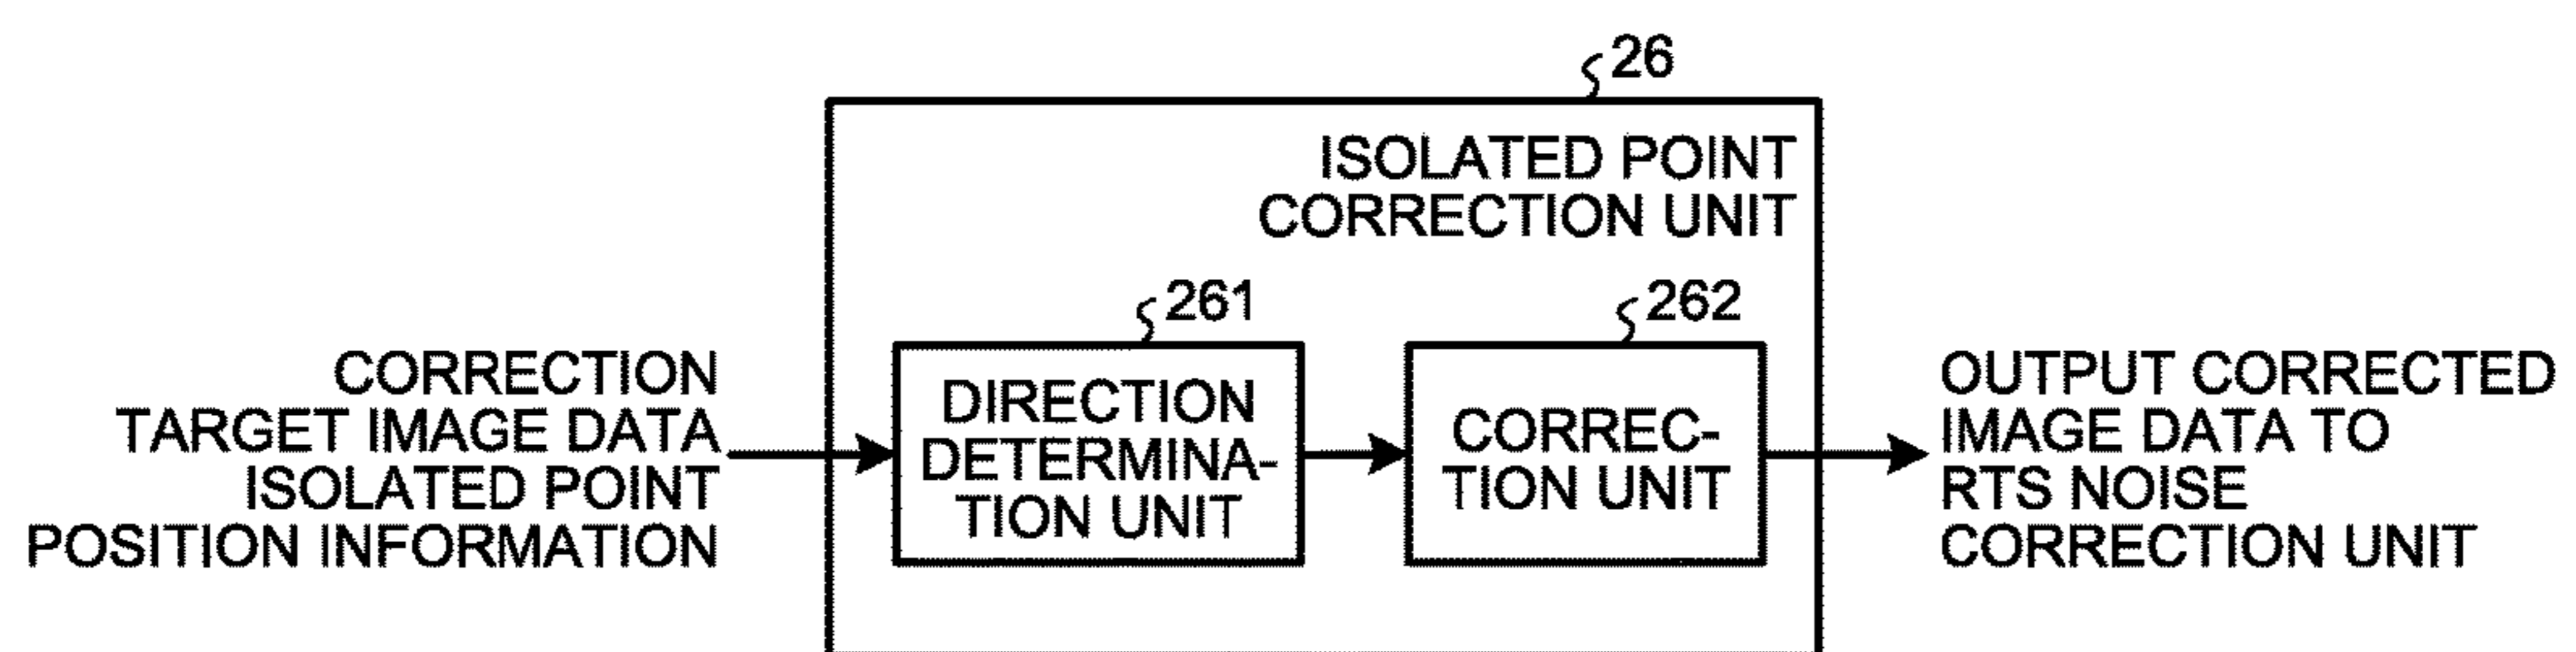 26
ISOLATED POINT
CORRECTION UNIT
261
262
CORRECTION
TARGET IMAGE DATA
ISOLATED POINT
POSITION INFORMATION
DIRECTION
DETERMINA-
TION UNIT
CORREC-
TION UNIT
OUTPUT CORRECTED
IMAGE DATA TO
RTS NOISE
CORRECTION UNIT